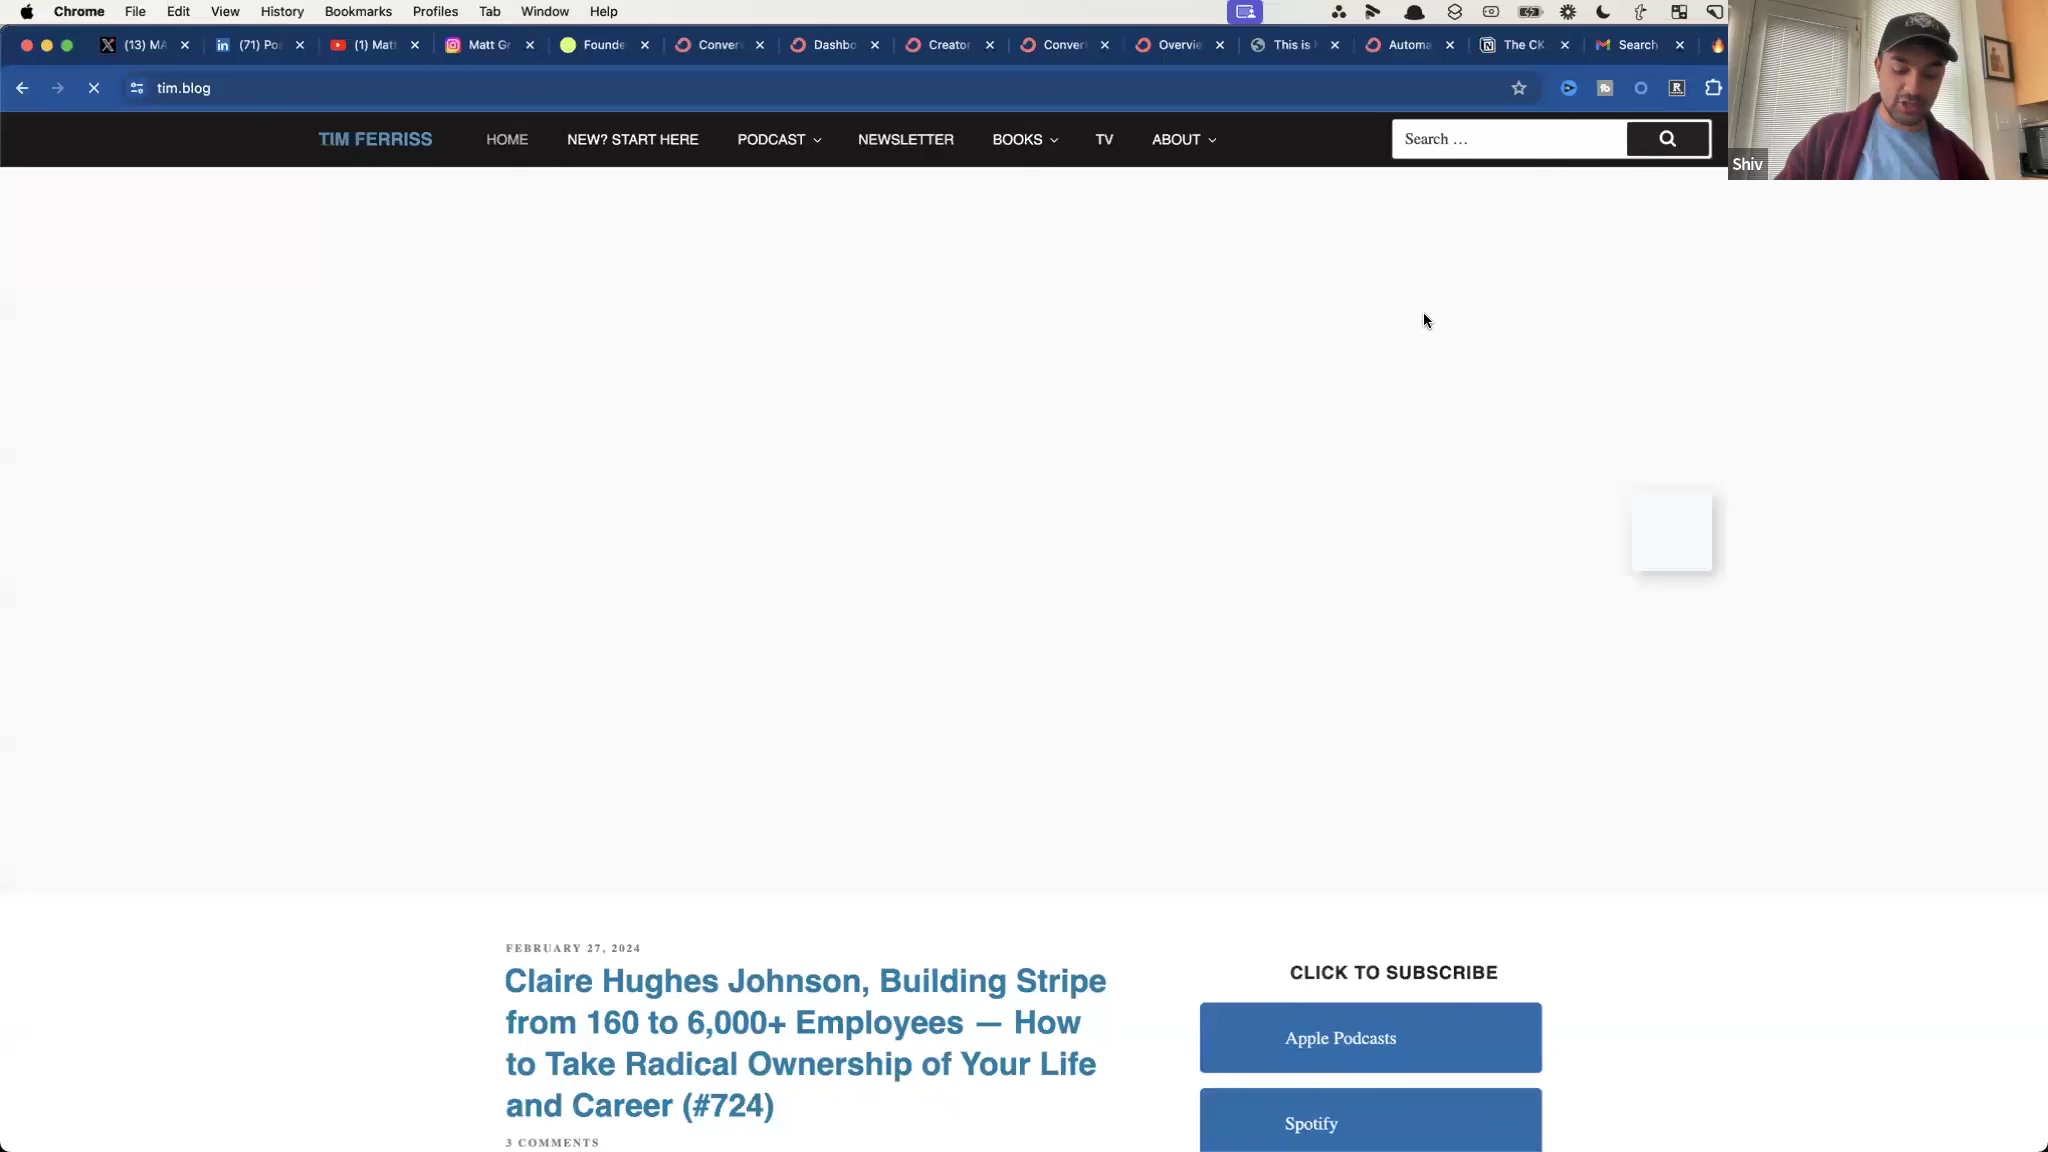 Chrome File Edit View History Bookmarks Profiles Tab Window Help
(13) MA (71) Po (1) Matt Matt Gr Founde Conver Dashbo Creator Conver Overvie This is Automa The CK Search
tim.blog
TIM FERRISS HOME NEW? START HERE PODCAST NEWSLETTER BOOKS TV ABOUT Search …
Shiv
FEBRUARY 27, 2024
Claire Hughes Johnson, Building Stripe
from 160 to 6,000+ Employees — How
to Take Radical Ownership of Your Life
and Career (#724)
3 COMMENTS
CLICK TO SUBSCRIBE
Apple Podcasts
Spotify